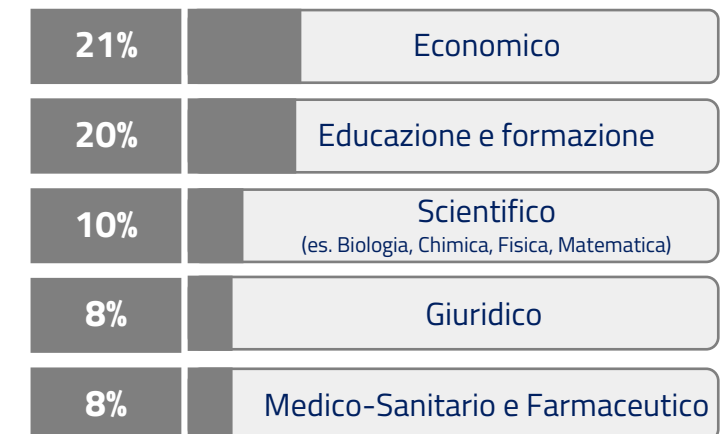 21%
Economico
20%
Educazione e formazione
10%
Scientifico
(es. Biologia, Chimica, Fisica, Matematica)
8%
Giuridico
8%
Medico-Sanitario e Farmaceutico